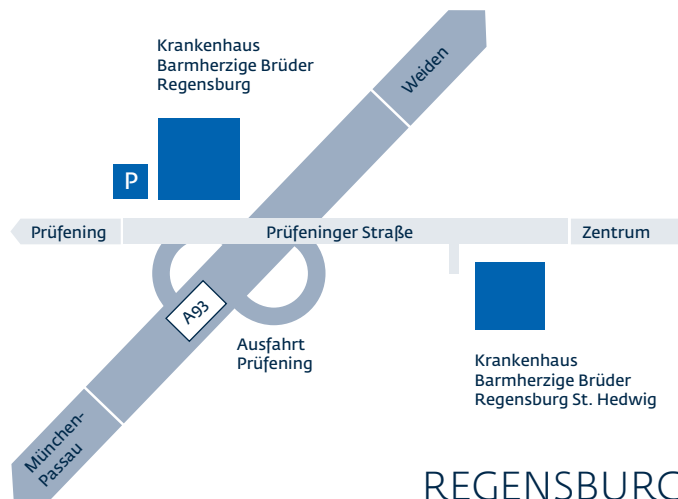 Krankenhaus
Barmherzige Brüder
Regensburg
Weiden
P
Prüfening
Prüfeninger Straße
Zentrum
A93
Ausfahrt
Prüfening
Krankenhaus
Barmherzige Brüder
Regensburg St. Hedwig
München-
Passau
REGENSBURG